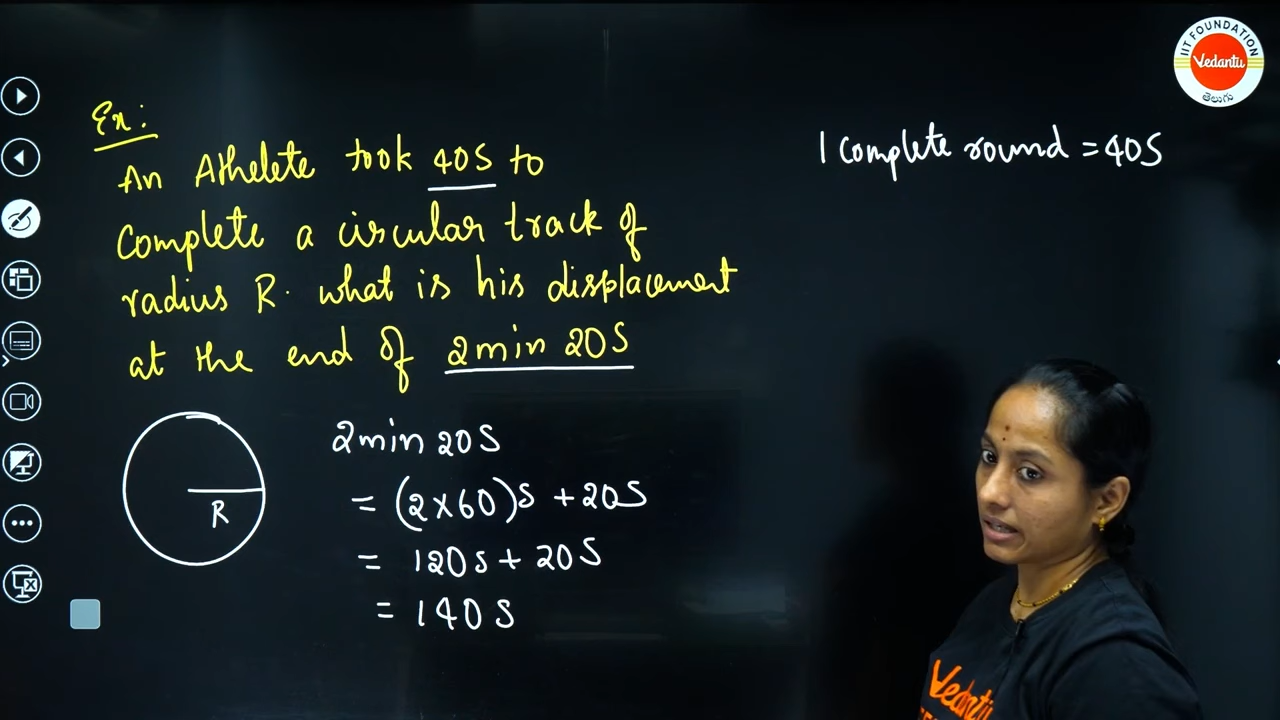 Ex:
An Athelete took 40S to
Complete a circular track of
radius R. what is his displacement
at the end of 2min 20S
R
2min 20S
= (2×60)S + 20S
= 120S + 20S
= 140 S
1 Complete round = 40S
IIT FOUNDATION
Vedantu
తెలుగు
Vedantu